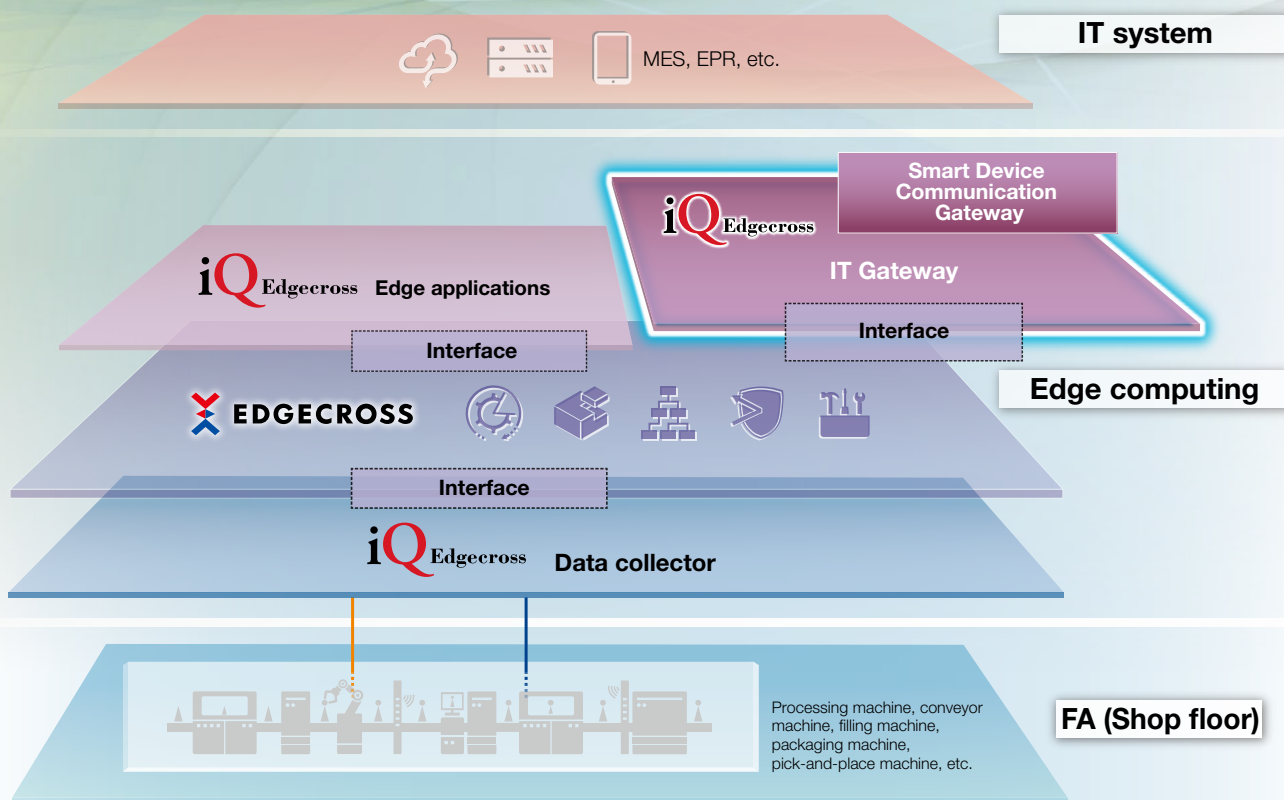 IT system
MES, EPR, etc.
Smart Device
Communication
Gateway
iQ Edgecross
IT Gateway
Interface
iQ Edgecross Edge applications
Interface
Edge computing
EDGECROSS
Interface
iQ Edgecross Data collector
Processing machine, conveyor
machine, filling machine,
packaging machine,
pick-and-place machine, etc.
FA (Shop floor)